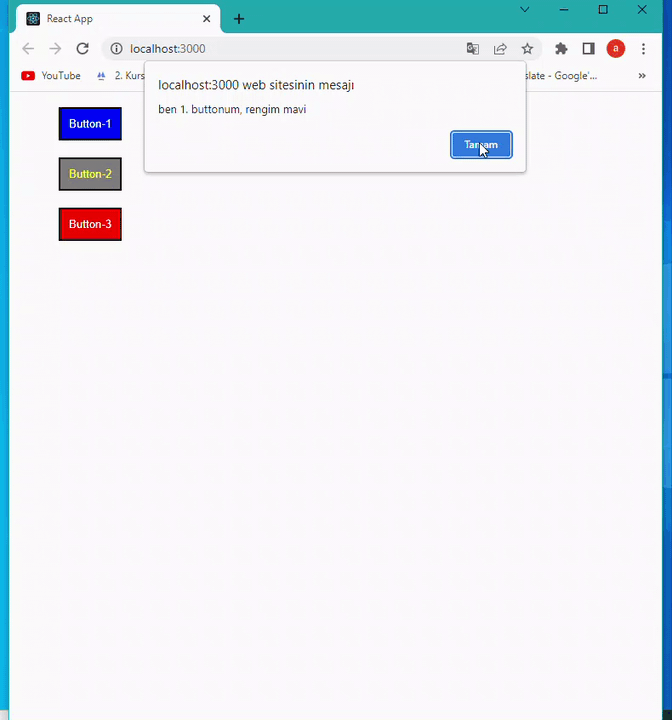 React App
localhost:3000
a
YouTube
2. Kurs
slate - Google'...
»
localhost:3000 web sitesinin mesajı
ben 1. buttonum, rengim mavi
Tamam
Button-1
Button-2
Button-3